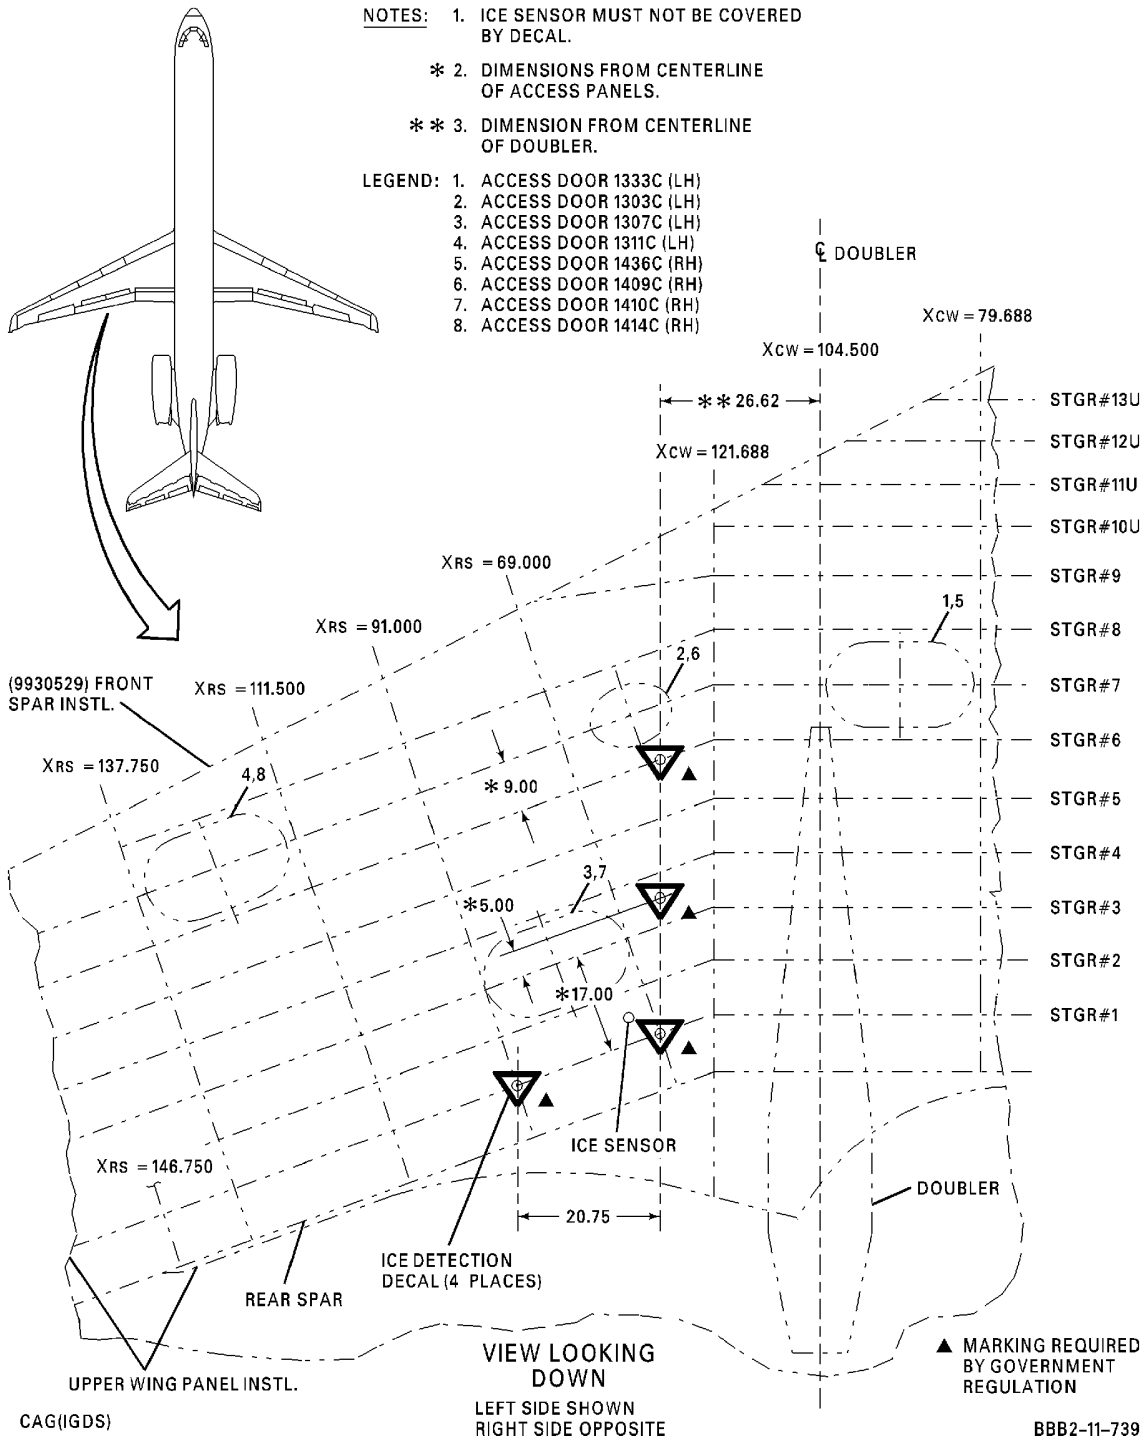 NOTES: 1. ICE SENSOR MUST NOT BE COVERED
BY DECAL.
* 2. DIMENSIONS FROM CENTERLINE
OF ACCESS PANELS.
** 3. DIMENSION FROM CENTERLINE
OF DOUBLER.
LEGEND: 1. ACCESS DOOR 1333C (LH)
2. ACCESS DOOR 1303C (LH)
3. ACCESS DOOR 1307C (LH)
4. ACCESS DOOR 1311C (LH)
5. ACCESS DOOR 1436C (RH)
6. ACCESS DOOR 1409C (RH)
7. ACCESS DOOR 1410C (RH)
8. ACCESS DOOR 1414C (RH)
℄ DOUBLER
XCW = 79.688
XCW = 104.500
** 26.62
STGR#13U
STGR#12U
XCW = 121.688
STGR#11U
STGR#10U
XRS = 69.000
STGR#9
1,5
XRS = 91.000
STGR#8
2,6
(9930529) FRONT
SPAR INSTL.
XRS = 111.500
STGR#7
STGR#6
XRS = 137.750
4,8
* 9.00
STGR#5
STGR#4
3,7
*5.00
STGR#3
STGR#2
*17.00
STGR#1
ICE SENSOR
XRS = 146.750
DOUBLER
20.75
ICE DETECTION
DECAL (4 PLACES)
REAR SPAR
UPPER WING PANEL INSTL.
VIEW LOOKING
DOWN
LEFT SIDE SHOWN
RIGHT SIDE OPPOSITE
▲ MARKING REQUIRED
BY GOVERNMENT
REGULATION
CAG(IGDS)
BBB2-11-739